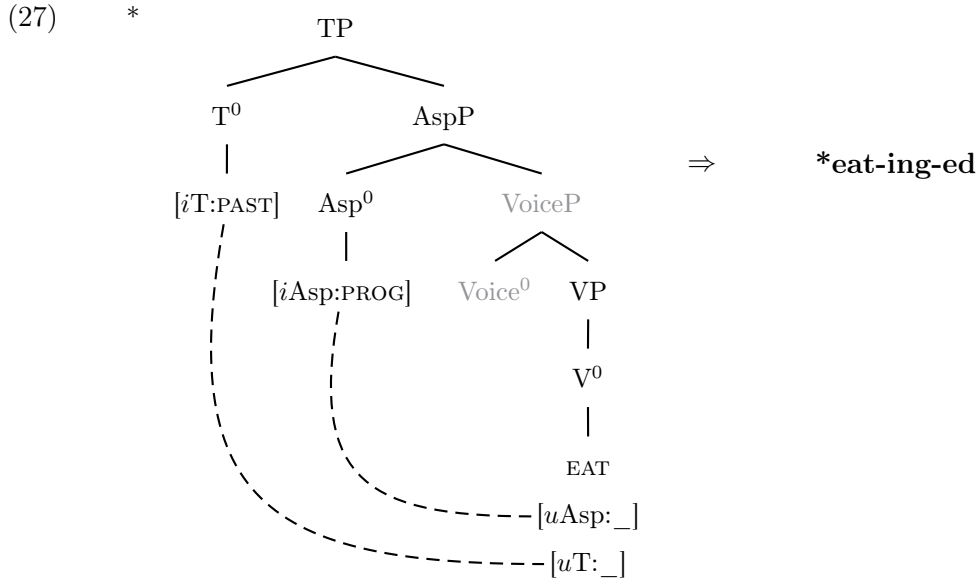 (27) *
TP
T⁰ AspP
⇒ *eat-ing-ed
[iT:PAST] Asp⁰ VoiceP
[iAsp:PROG] Voice⁰ VP
V⁰
EAT
[uAsp:_]
[uT:_]